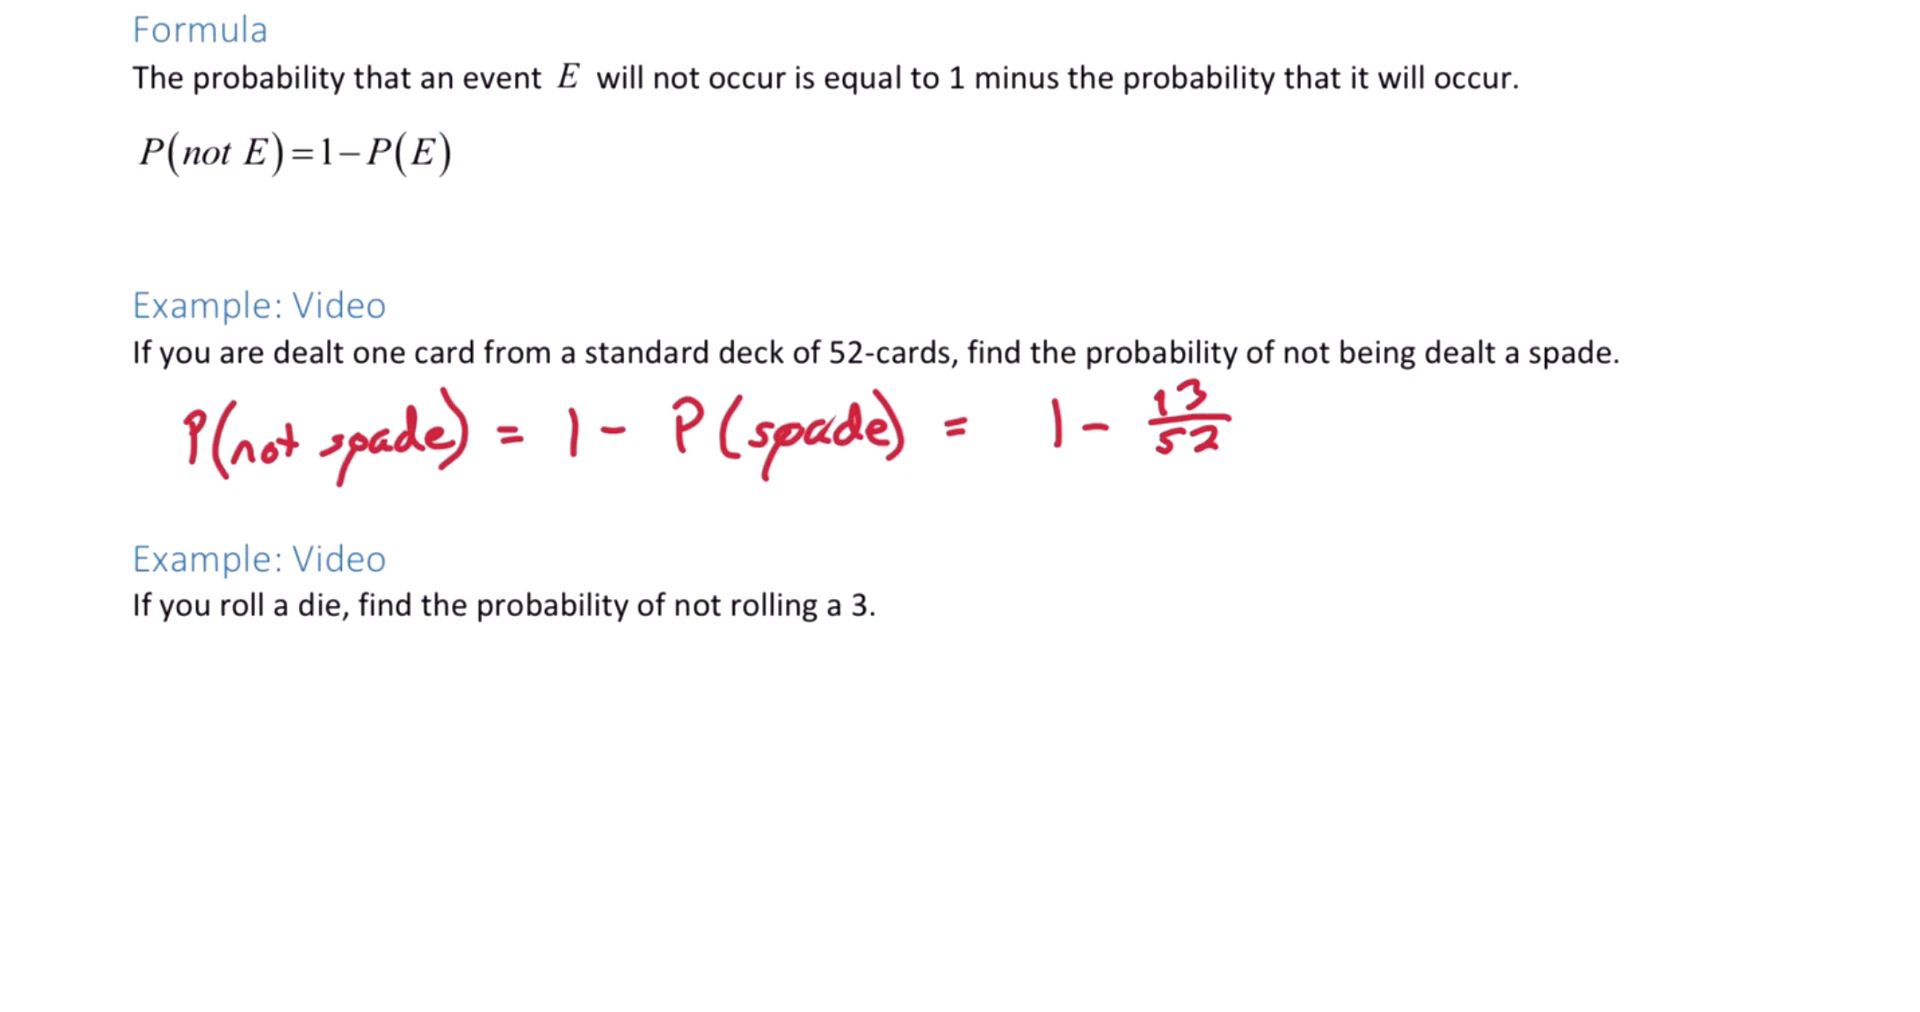 Formula
The probability that an event E will not occur is equal to 1 minus the probability that it will occur.
P(not E)=1−P(E)
Example: Video
If you are dealt one card from a standard deck of 52-cards, find the probability of not being dealt a spade.
P(not spade) = 1 - P(spade) = 1 - 13/52
Example: Video
If you roll a die, find the probability of not rolling a 3.